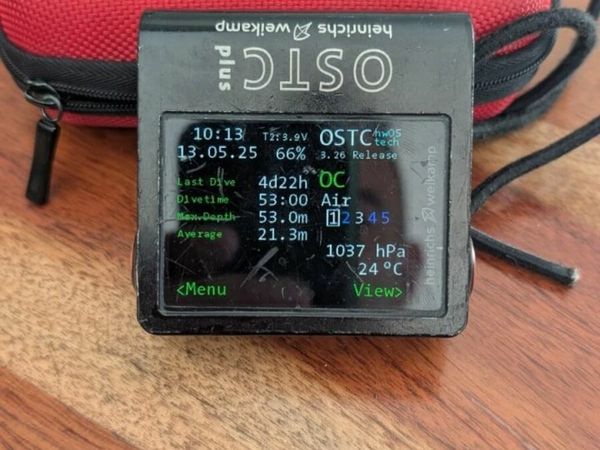 heinrichs weikamp
OSTC plus
10:13 T2:3.9V OSTC hwOS tech
13.05.25 66% 3.26 Release
Last Dive 4d22h OC
Divetime 53:00 Air
Max.Depth 53.0m 1 2 3 4 5
Average 21.3m
1037 hPa
24 °C
<Menu View>
heinrichs weikamp